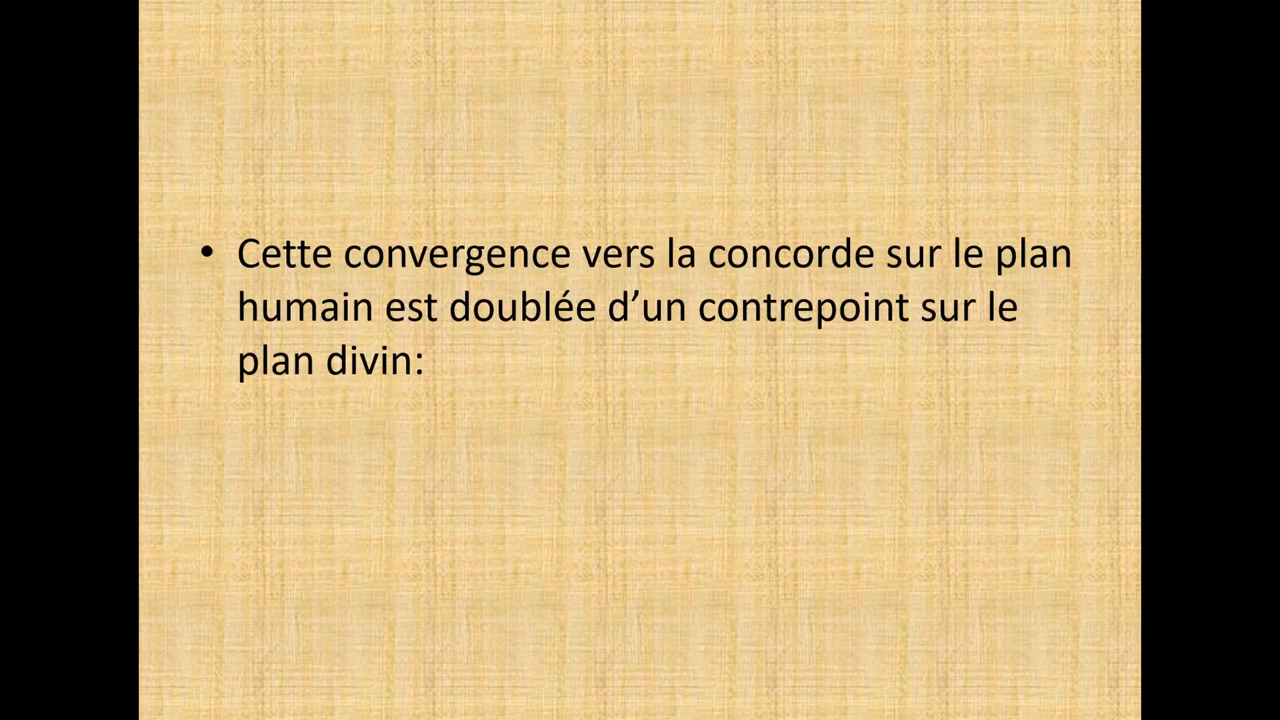 • Cette convergence vers la concorde sur le plan
humain est doublée d’un contrepoint sur le
plan divin: